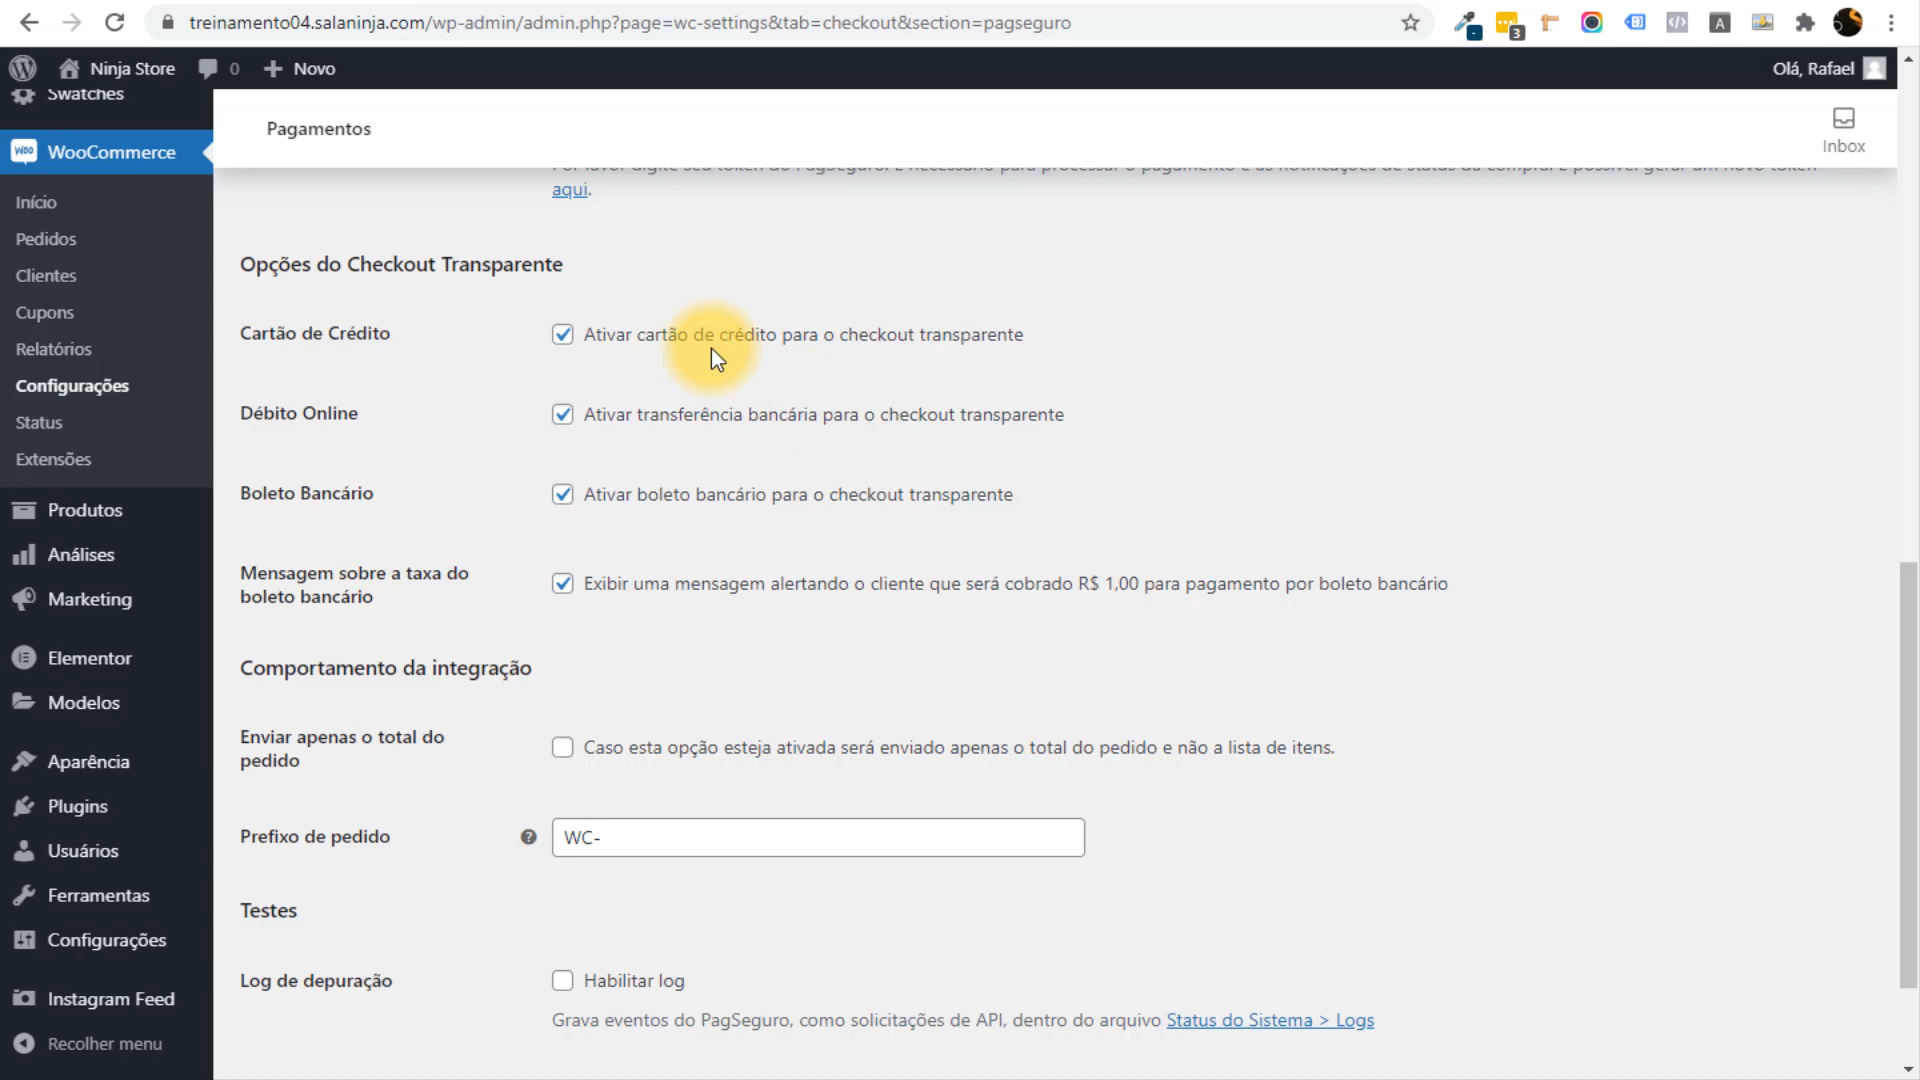 treinamento04.salaninja.com/wp-admin/admin.php?page=wc-settings&tab=checkout&section=pagseguro
3
A
Ninja Store
0
Novo
Olá, Rafael
Swatches
Pagamentos
Inbox
Woo
WooCommerce
Por favor digite seu token do PagSeguro. É necessário para processar o pagamento e as notificações de status da compra. É possível gerar um novo token
aqui.
Início
Pedidos
Clientes
Cupons
Relatórios
Configurações
Status
Extensões
Produtos
Análises
Marketing
Elementor
Modelos
Aparência
Plugins
Usuários
Ferramentas
Configurações
Instagram Feed
Recolher menu
Opções do Checkout Transparente
Cartão de Crédito
Ativar cartão de crédito para o checkout transparente
Débito Online
Ativar transferência bancária para o checkout transparente
Boleto Bancário
Ativar boleto bancário para o checkout transparente
Mensagem sobre a taxa do
boleto bancário
Exibir uma mensagem alertando o cliente que será cobrado R$ 1,00 para pagamento por boleto bancário
Comportamento da integração
Enviar apenas o total do
pedido
Caso esta opção esteja ativada será enviado apenas o total do pedido e não a lista de itens.
Prefixo de pedido
WC-
Testes
Log de depuração
Habilitar log
Grava eventos do PagSeguro, como solicitações de API, dentro do arquivo Status do Sistema > Logs